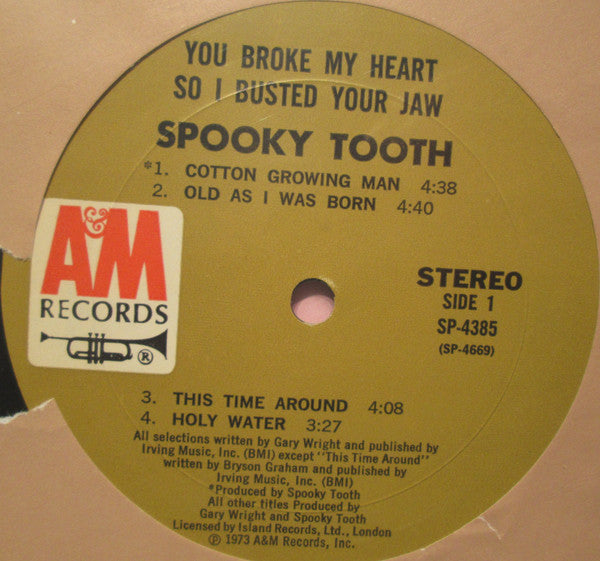 YOU BROKE MY HEART
SO I BUSTED YOUR JAW
SPOOKY TOOTH
*1. COTTON GROWING MAN 4:38
2. OLD AS I WAS BORN 4:40
A&M
RECORDS
®
STEREO
SIDE 1
SP-4385
(SP-4669)
3. THIS TIME AROUND 4:08
4. HOLY WATER 3:27
All selections written by Gary Wright and published by
Irving Music, Inc. (BMI) except "This Time Around"
written by Bryson Graham and published by
Irving Music, Inc. (BMI)
*Produced by Spooky Tooth
All other titles Produced by
Gary Wright and Spooky Tooth
Licensed by Island Records, Ltd., London
℗ 1973 A&M Records, Inc.